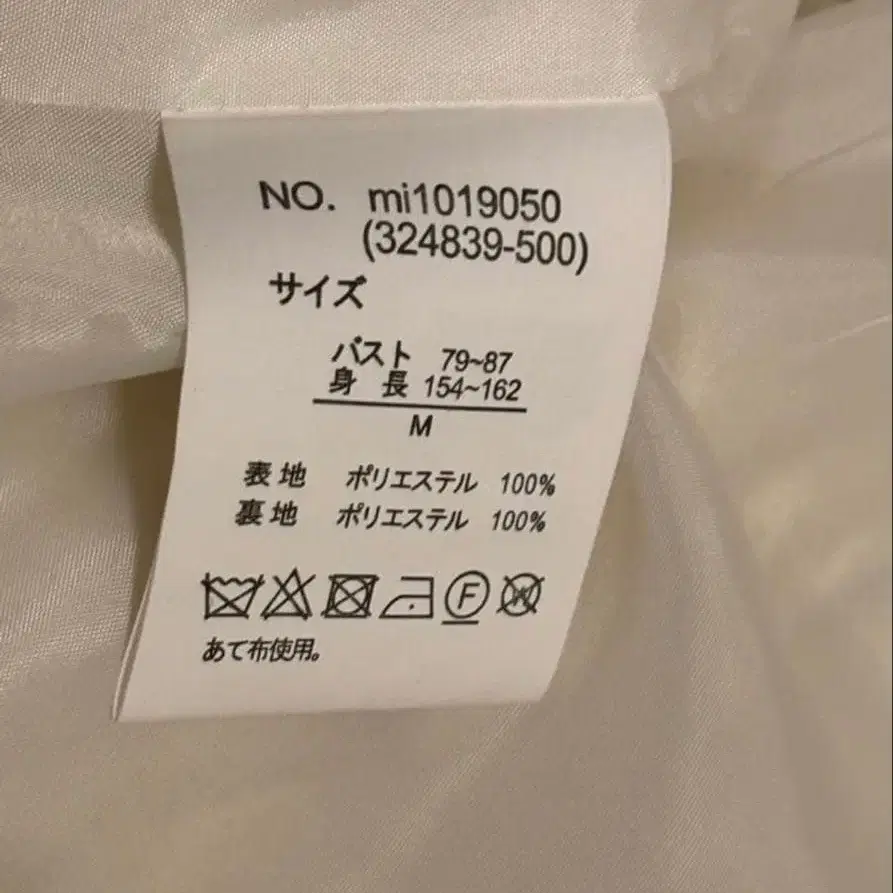 NO. mi1019050
(324839-500)
サイズ
バスト 79~87
身 長 154~162
M
表地 ポリエステル 100%
裏地 ポリエステル 100%
F W
あて布使用。